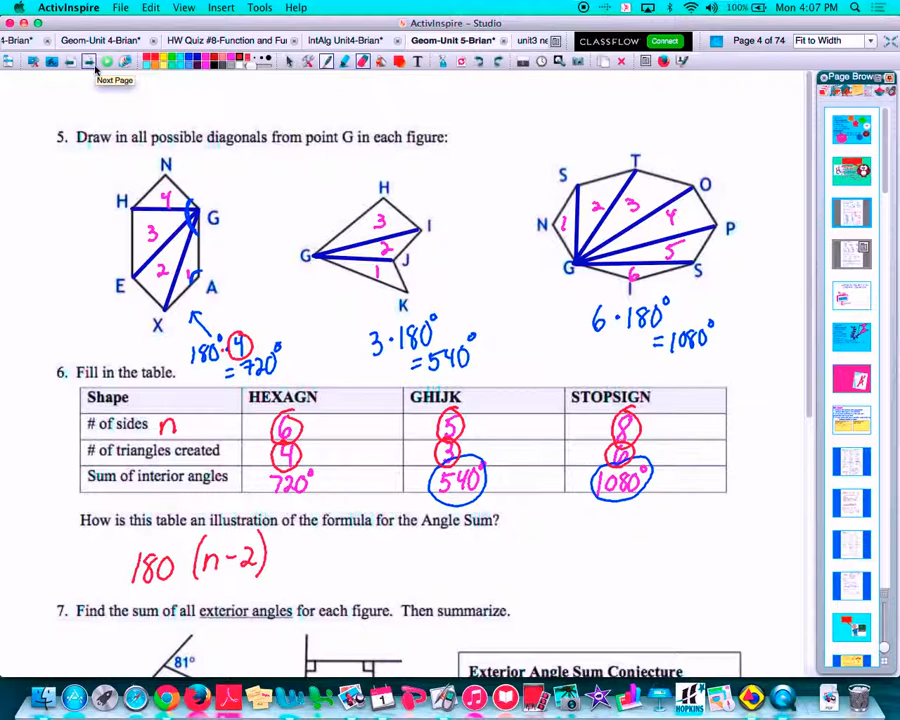 ActivInspire File Edit View Insert Tools Help 100% Mon 4:07 PM
ActivInspire - Studio
4-Brian* Geom-Unit 4-Brian* HW Quiz #8-Function and Fu IntAlg Unit4-Brian* Geom-Unit 5-Brian* unit3 ne CLASSFLOW Connect Page 4 of 74 Fit to Width
Next Page
Page Brow
5. Draw in all possible diagonals from point G in each figure:
N H G E A X 4 3 2 1
H G I J K 3 2 1
S T O N P G S I 1 2 3 4 5 6
180° · 4 = 720°
3 · 180° = 540°
6 · 180° = 1080°
6. Fill in the table.
Shape HEXAGN GHIJK STOPSIGN
# of sides n 6 5 8
# of triangles created 4 3 6
Sum of interior angles 720° 540° 1080°
How is this table an illustration of the formula for the Angle Sum?
180 (n-2)
7. Find the sum of all exterior angles for each figure. Then summarize.
81°
Exterior Angle Sum Conjecture
HOPKINS